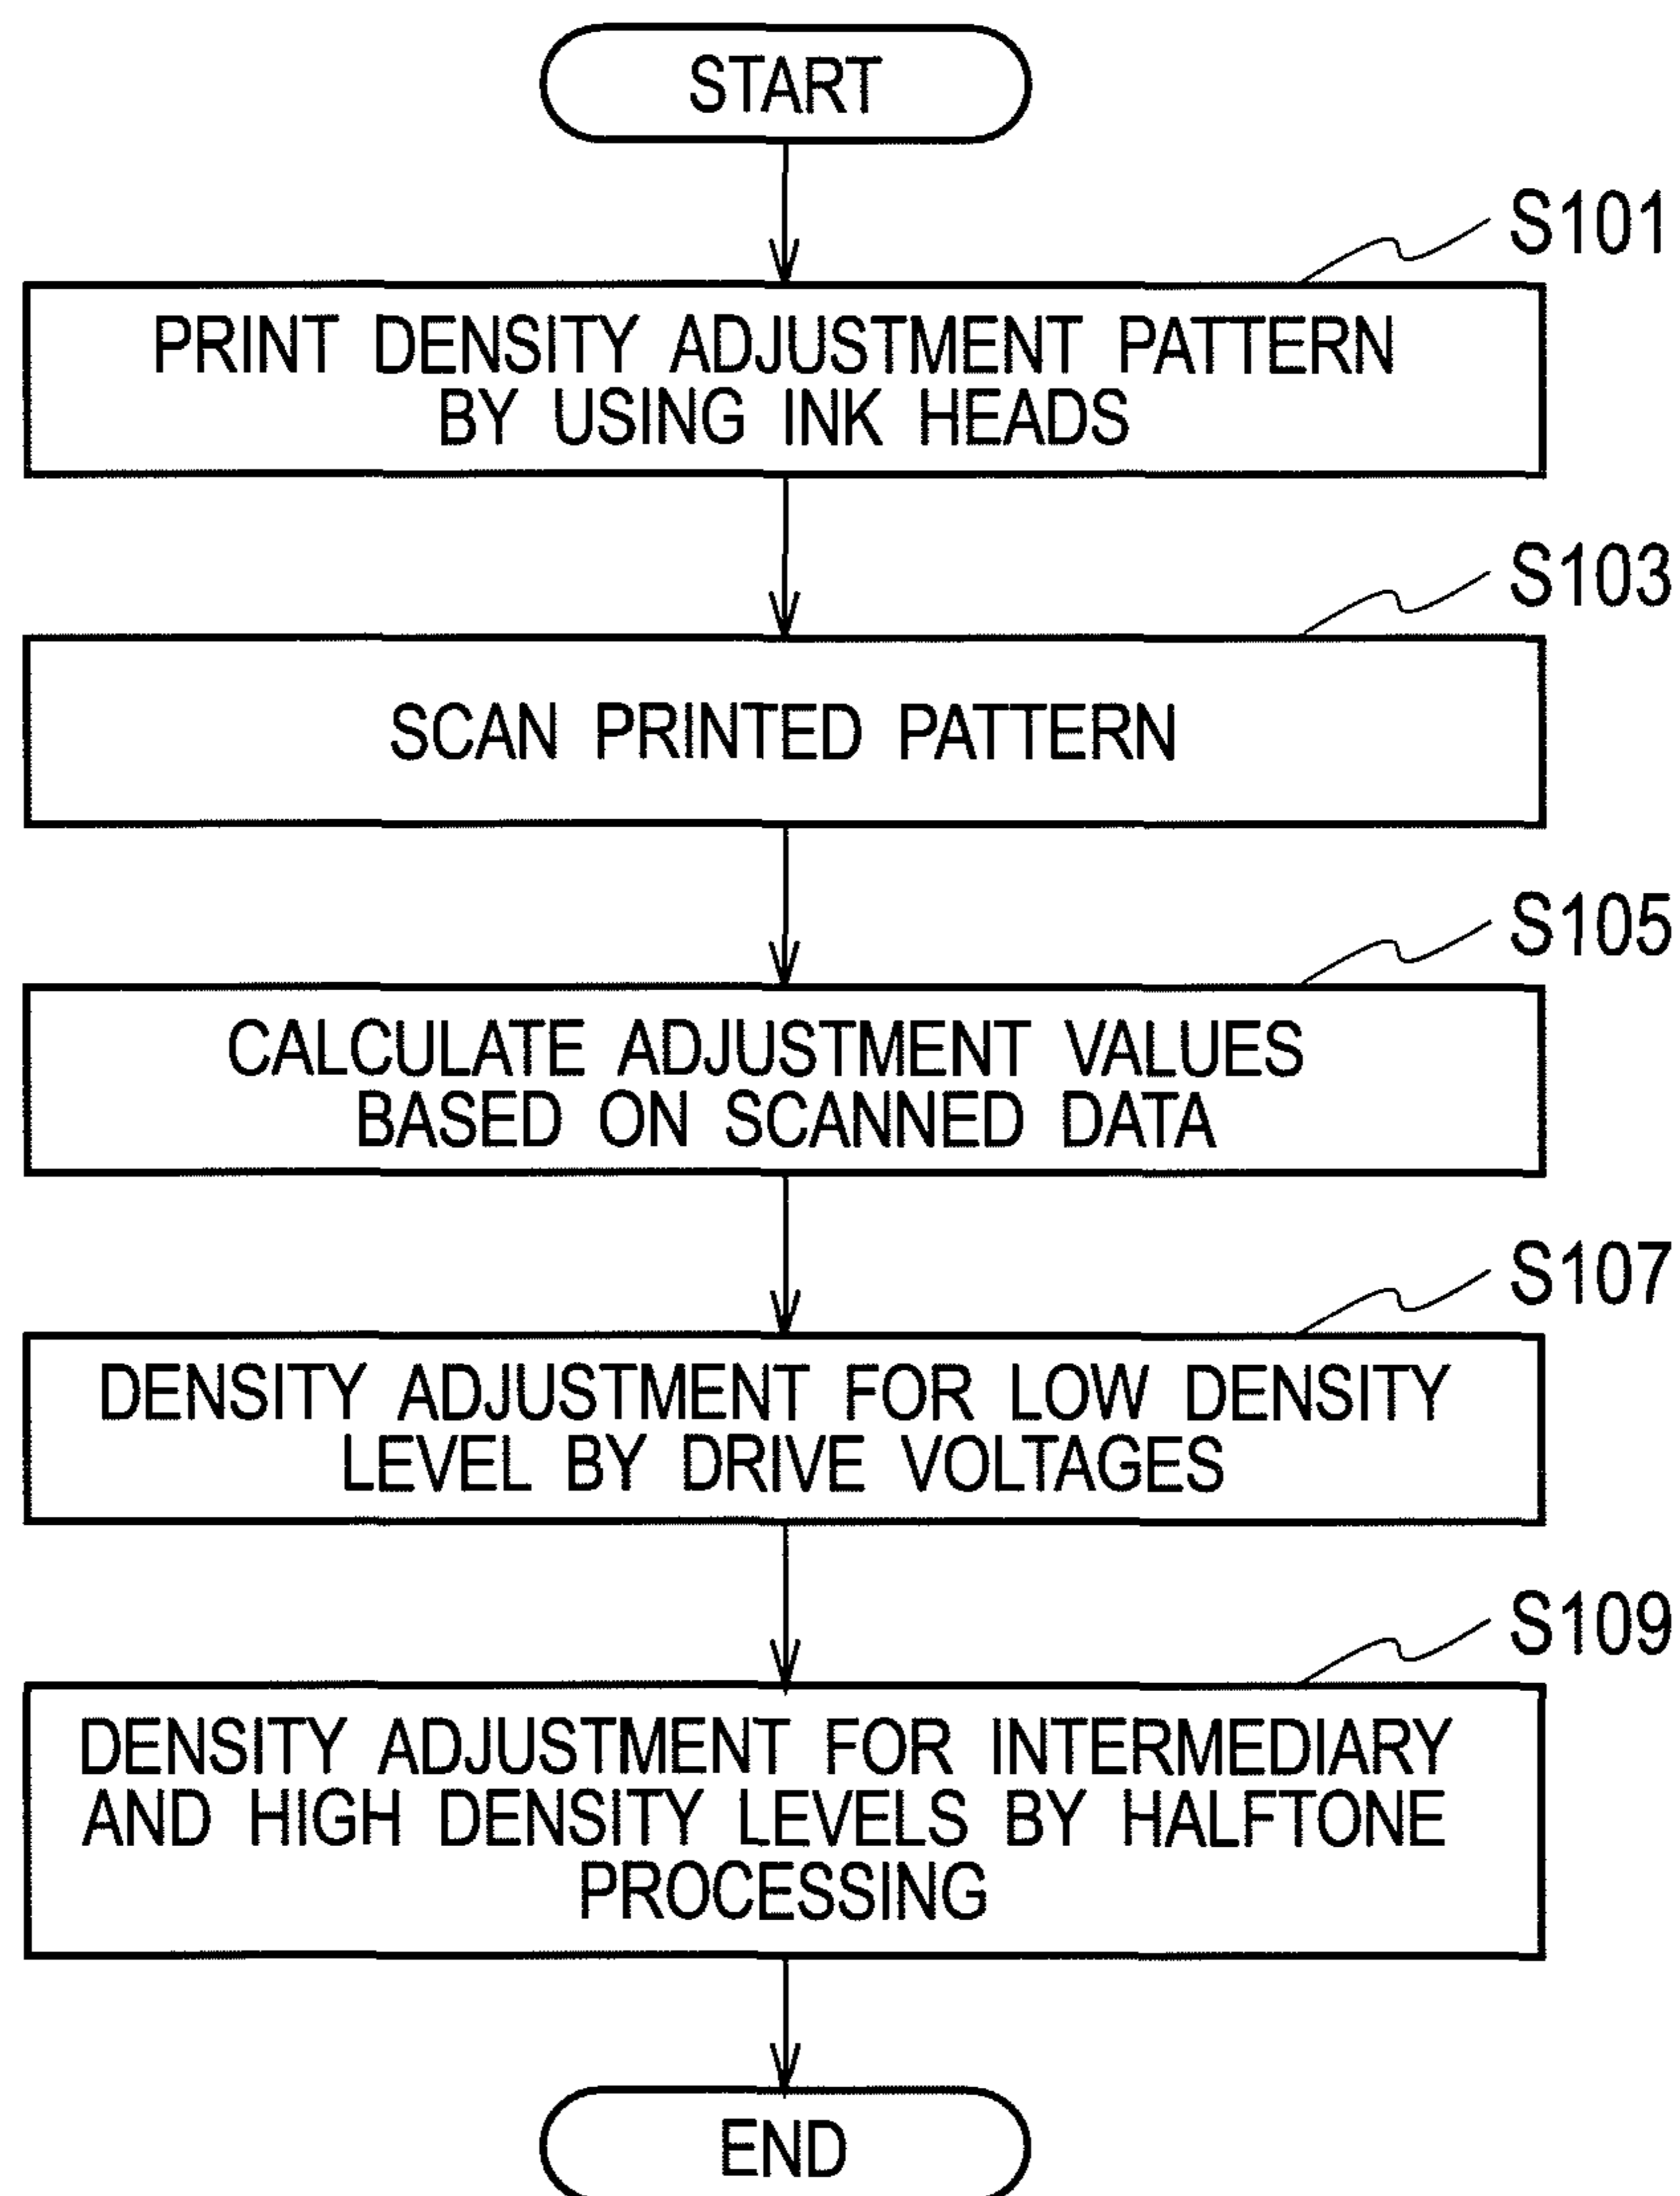 START
S101
PRINT DENSITY ADJUSTMENT PATTERN
BY USING INK HEADS
S103
SCAN PRINTED PATTERN
S105
CALCULATE ADJUSTMENT VALUES
BASED ON SCANNED DATA
S107
DENSITY ADJUSTMENT FOR LOW DENSITY
LEVEL BY DRIVE VOLTAGES
S109
DENSITY ADJUSTMENT FOR INTERMEDIARY
AND HIGH DENSITY LEVELS BY HALFTONE
PROCESSING
END